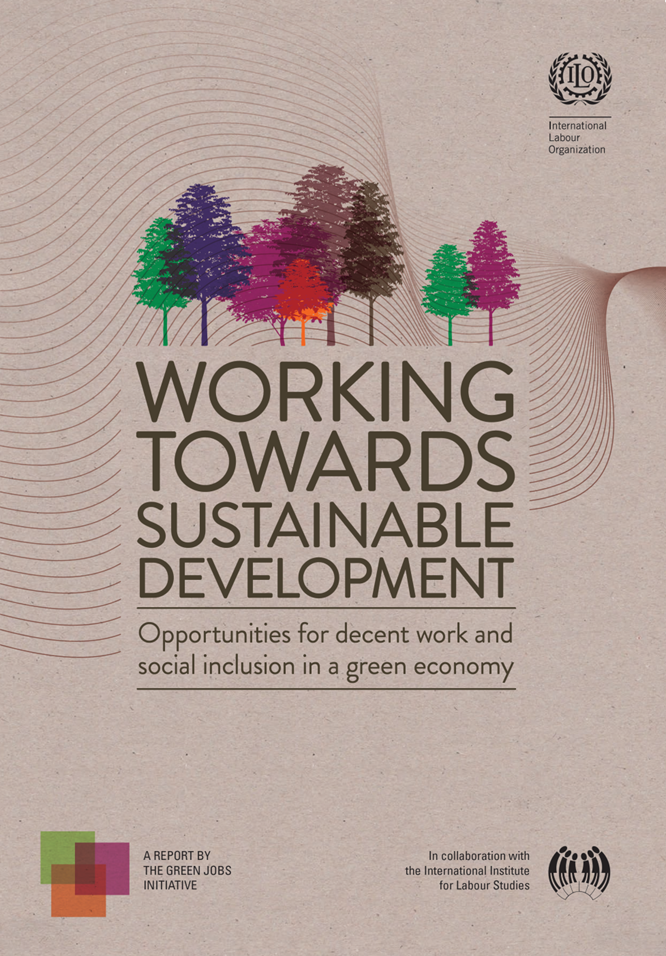 ILO
International
Labour
Organization
WORKING
TOWARDS
SUSTAINABLE
DEVELOPMENT
Opportunities for decent work and
social inclusion in a green economy
A REPORT BY
THE GREEN JOBS
INITIATIVE
In collaboration with
the International Institute
for Labour Studies